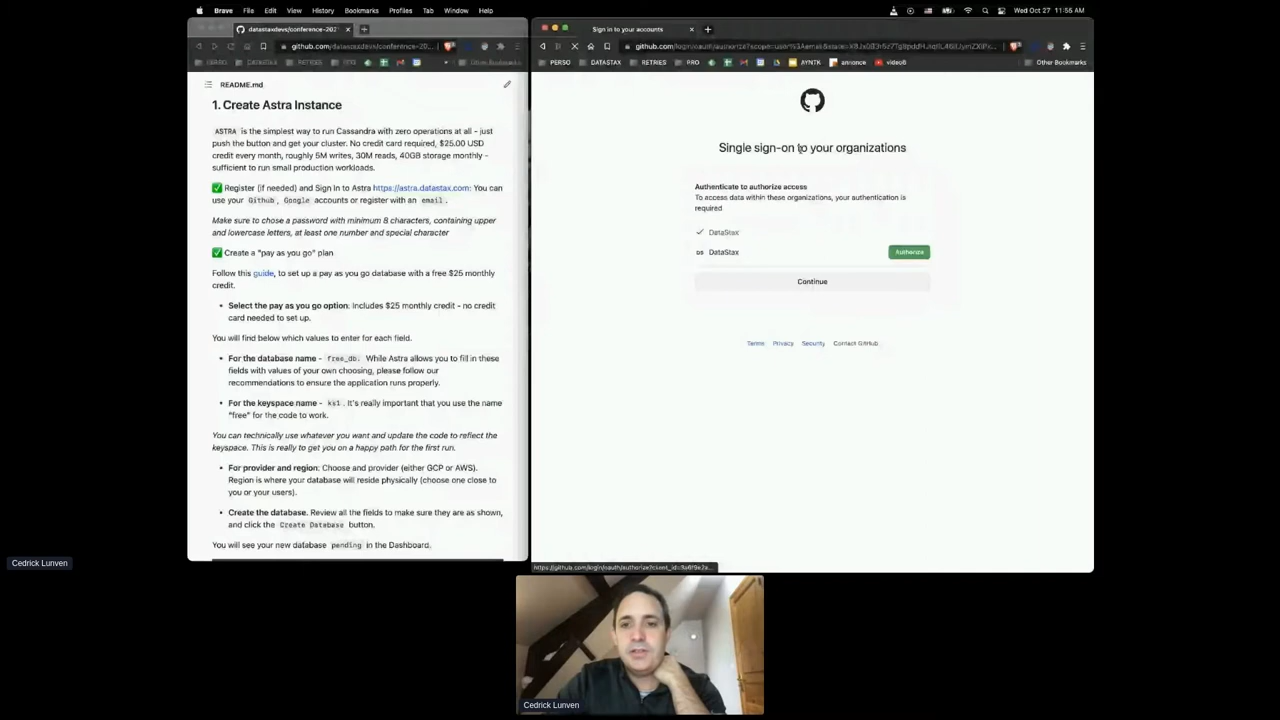 Brave File Edit View History Bookmarks Profiles Tab Window Help
Wed Oct 27 11:56 AM
datastaxdevs/conference-202
github.com/datastaxdevs/conference-202...
Other Bookmarks
README.md
1. Create Astra Instance
ASTRA is the simplest way to run Cassandra with zero operations at all - just
push the button and get your cluster. No credit card required, $25.00 USD
credit every month, roughly 5M writes, 30M reads, 40GB storage monthly -
sufficient to run small production workloads.
✅ Register (if needed) and Sign In to Astra https://astra.datastax.com: You can
use your Github, Google accounts or register with an email.
Make sure to chose a password with minimum 8 characters, containing upper
and lowercase letters, at least one number and special character
✅ Create a "pay as you go" plan
Follow this guide, to set up a pay as you go database with a free $25 monthly
credit.
• Select the pay as you go option: Includes $25 monthly credit - no credit
card needed to set up.
You will find below which values to enter for each field.
• For the database name - free_db. While Astra allows you to fill in these
fields with values of your own choosing, please follow our
recommendations to ensure the application runs properly.
• For the keyspace name - ks1. It's really important that you use the name
"free" for the code to work.
You can technically use whatever you want and update the code to reflect the
keyspace. This is really to get you on a happy path for the first run.
• For provider and region: Choose and provider (either GCP or AWS).
Region is where your database will reside physically (choose one close to
you or your users).
• Create the database. Review all the fields to make sure they are as shown,
and click the Create Database button.
You will see your new database pending in the Dashboard.
Sign in to your accounts
PERSO DATASTAX RETRIES PRO AYNTK annonce video8 Other Bookmarks
Single sign-on to your organizations
Authenticate to authorize access
To access data within these organizations, your authentication is
required
DataStax
DataStax Authorize
Continue
Terms Privacy Security Contact GitHub
Cedrick Lunven
Cedrick Lunven